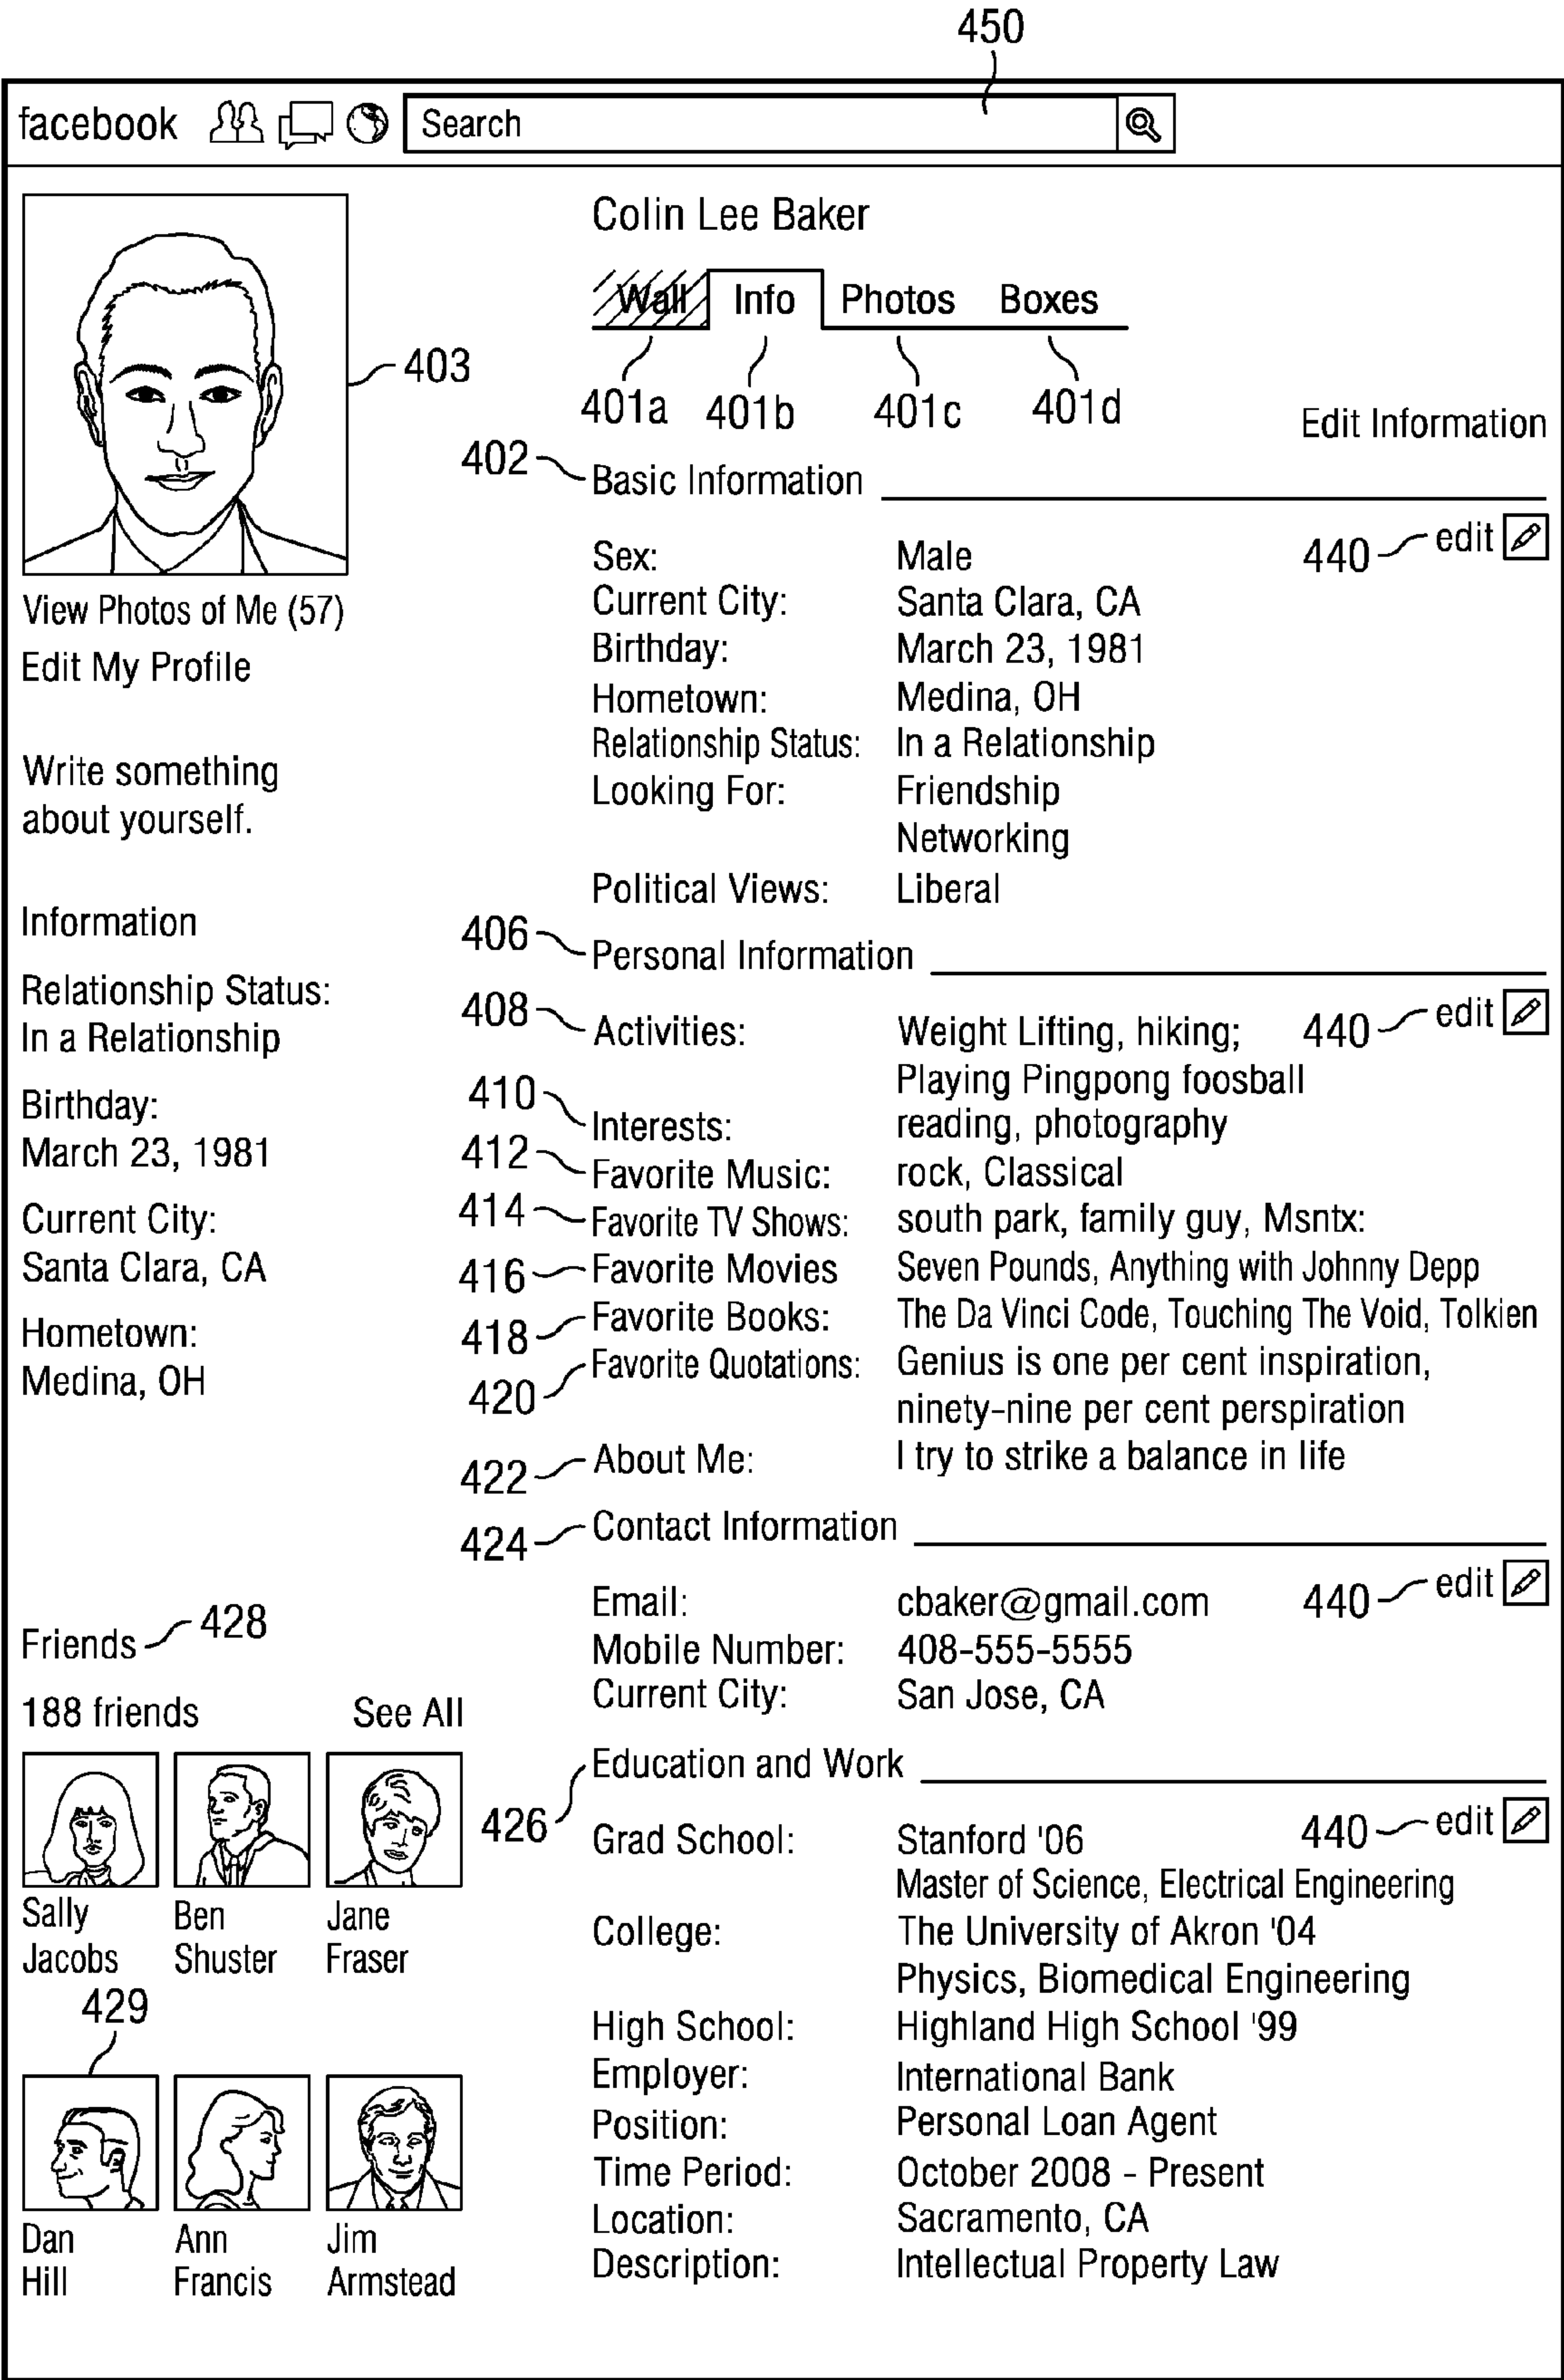 450
facebook
Search
Colin Lee Baker
Wall Info Photos Boxes
403
401a 401b 401c 401d
Edit Information
402 Basic Information
440 edit
Sex: Male
Current City: Santa Clara, CA
Birthday: March 23, 1981
Hometown: Medina, OH
Relationship Status: In a Relationship
Looking For: Friendship
Networking
Political Views: Liberal
View Photos of Me (57)
Edit My Profile
Write something
about yourself.
Information
Relationship Status:
In a Relationship
Birthday:
March 23, 1981
Current City:
Santa Clara, CA
Hometown:
Medina, OH
406 Personal Information
440 edit
408 Activities: Weight Lifting, hiking;
Playing Pingpong foosball
410 Interests: reading, photography
412 Favorite Music: rock, Classical
414 Favorite TV Shows: south park, family guy, Msntx:
416 Favorite Movies Seven Pounds, Anything with Johnny Depp
418 Favorite Books: The Da Vinci Code, Touching The Void, Tolkien
420 Favorite Quotations: Genius is one per cent inspiration,
ninety-nine per cent perspiration
422 About Me: I try to strike a balance in life
424 Contact Information
440 edit
Email: cbaker@gmail.com
Mobile Number: 408-555-5555
Current City: San Jose, CA
Friends 428
188 friends See All
Sally
Jacobs
Ben
Shuster
Jane
Fraser
429
Dan
Hill
Ann
Francis
Jim
Armstead
426 Education and Work
440 edit
Grad School: Stanford '06
Master of Science, Electrical Engineering
College: The University of Akron '04
Physics, Biomedical Engineering
High School: Highland High School '99
Employer: International Bank
Position: Personal Loan Agent
Time Period: October 2008 - Present
Location: Sacramento, CA
Description: Intellectual Property Law